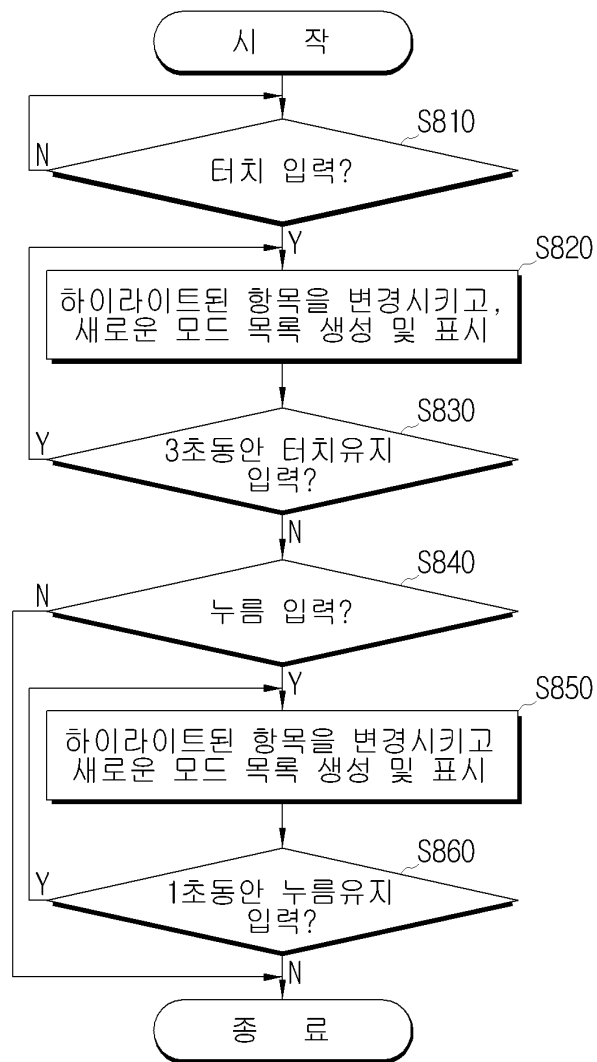 시 작
S810
N
터치 입력?
Y
S820
하이라이트된 항목을 변경시키고,
새로운 모드 목록 생성 및 표시
S830
Y
3초동안 터치유지
입력?
N
S840
N
누름 입력?
Y
S850
하이라이트된 항목을 변경시키고
새로운 모드 목록 생성 및 표시
S860
Y
1초동안 누름유지
입력?
N
종 료